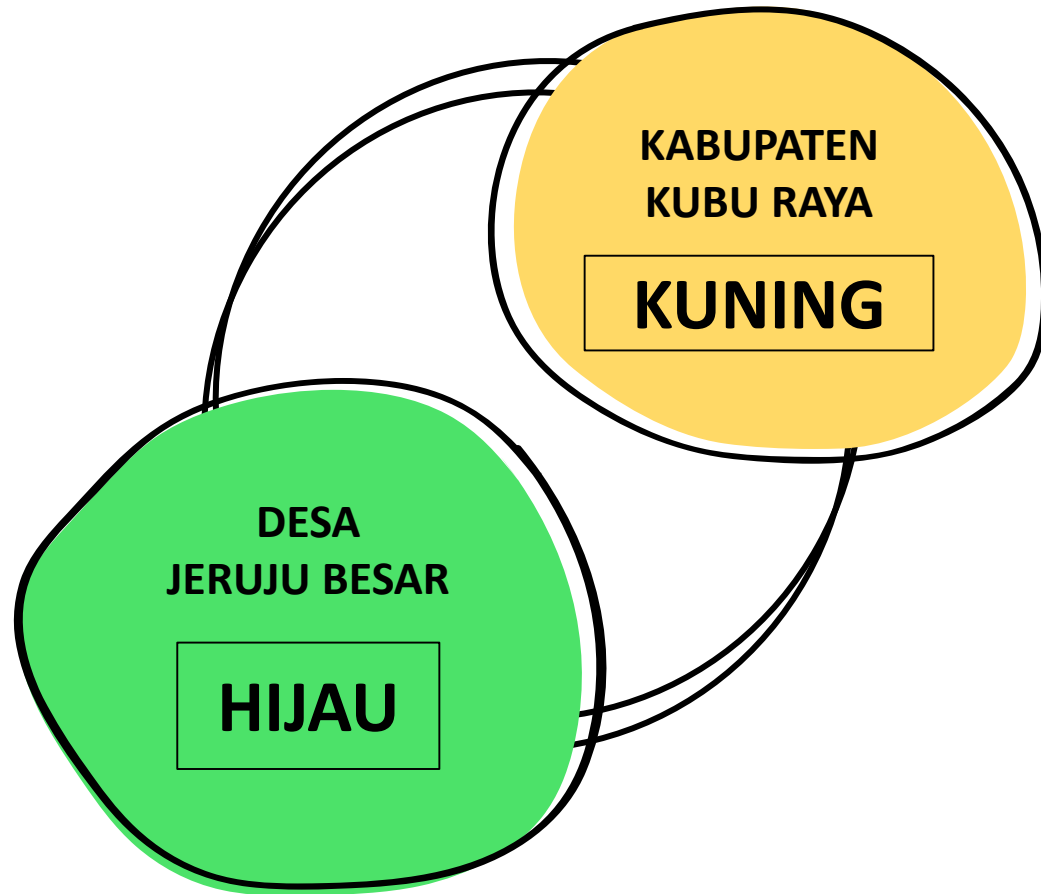 KABUPATEN
KUBU RAYA
KUNING
DESA
JERUJU BESAR
HIJAU